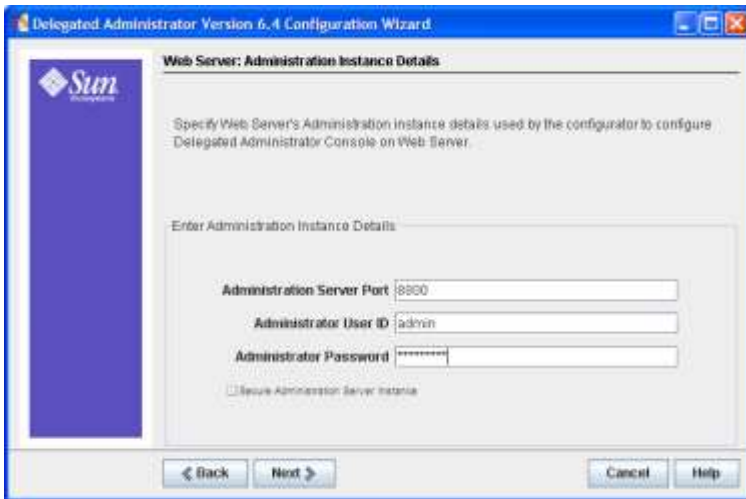 Delegated Administrator Version 6.4 Configuration Wizard
Sun
Web Server: Administration Instance Details
Specify Web Server's Administration instance details used by the configurator to configure
Delegated Administrator Console on Web Server.
Enter Administration Instance Details
Administration Server Port 8800
Administrator User ID admin
Administrator Password *********
Secure Administration Server Instance
Back Next Cancel Help